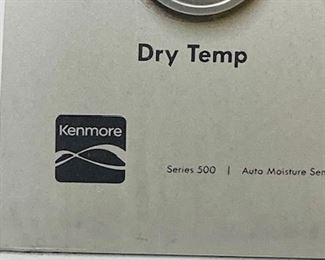 Dry Temp
Kenmore
Series 500 | Auto Moisture Sen